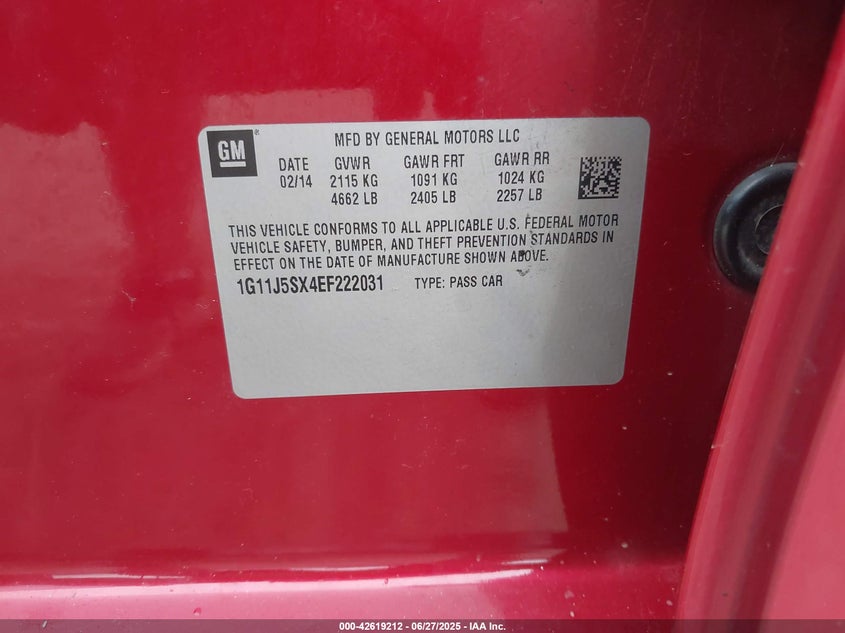 GM
MFD BY GENERAL MOTORS LLC
DATE GVWR GAWR FRT GAWR RR
02/14 2115 KG 1091 KG 1024 KG
4662 LB 2405 LB 2257 LB
THIS VEHICLE CONFORMS TO ALL APPLICABLE U.S. FEDERAL MOTOR
VEHICLE SAFETY, BUMPER, AND THEFT PREVENTION STANDARDS IN
EFFECT ON THE DATE OF MANUFACTURE SHOWN ABOVE.
1G11J5SX4EF222031 TYPE: PASS CAR
000-42619212 - 06/27/2025 - IAA Inc.